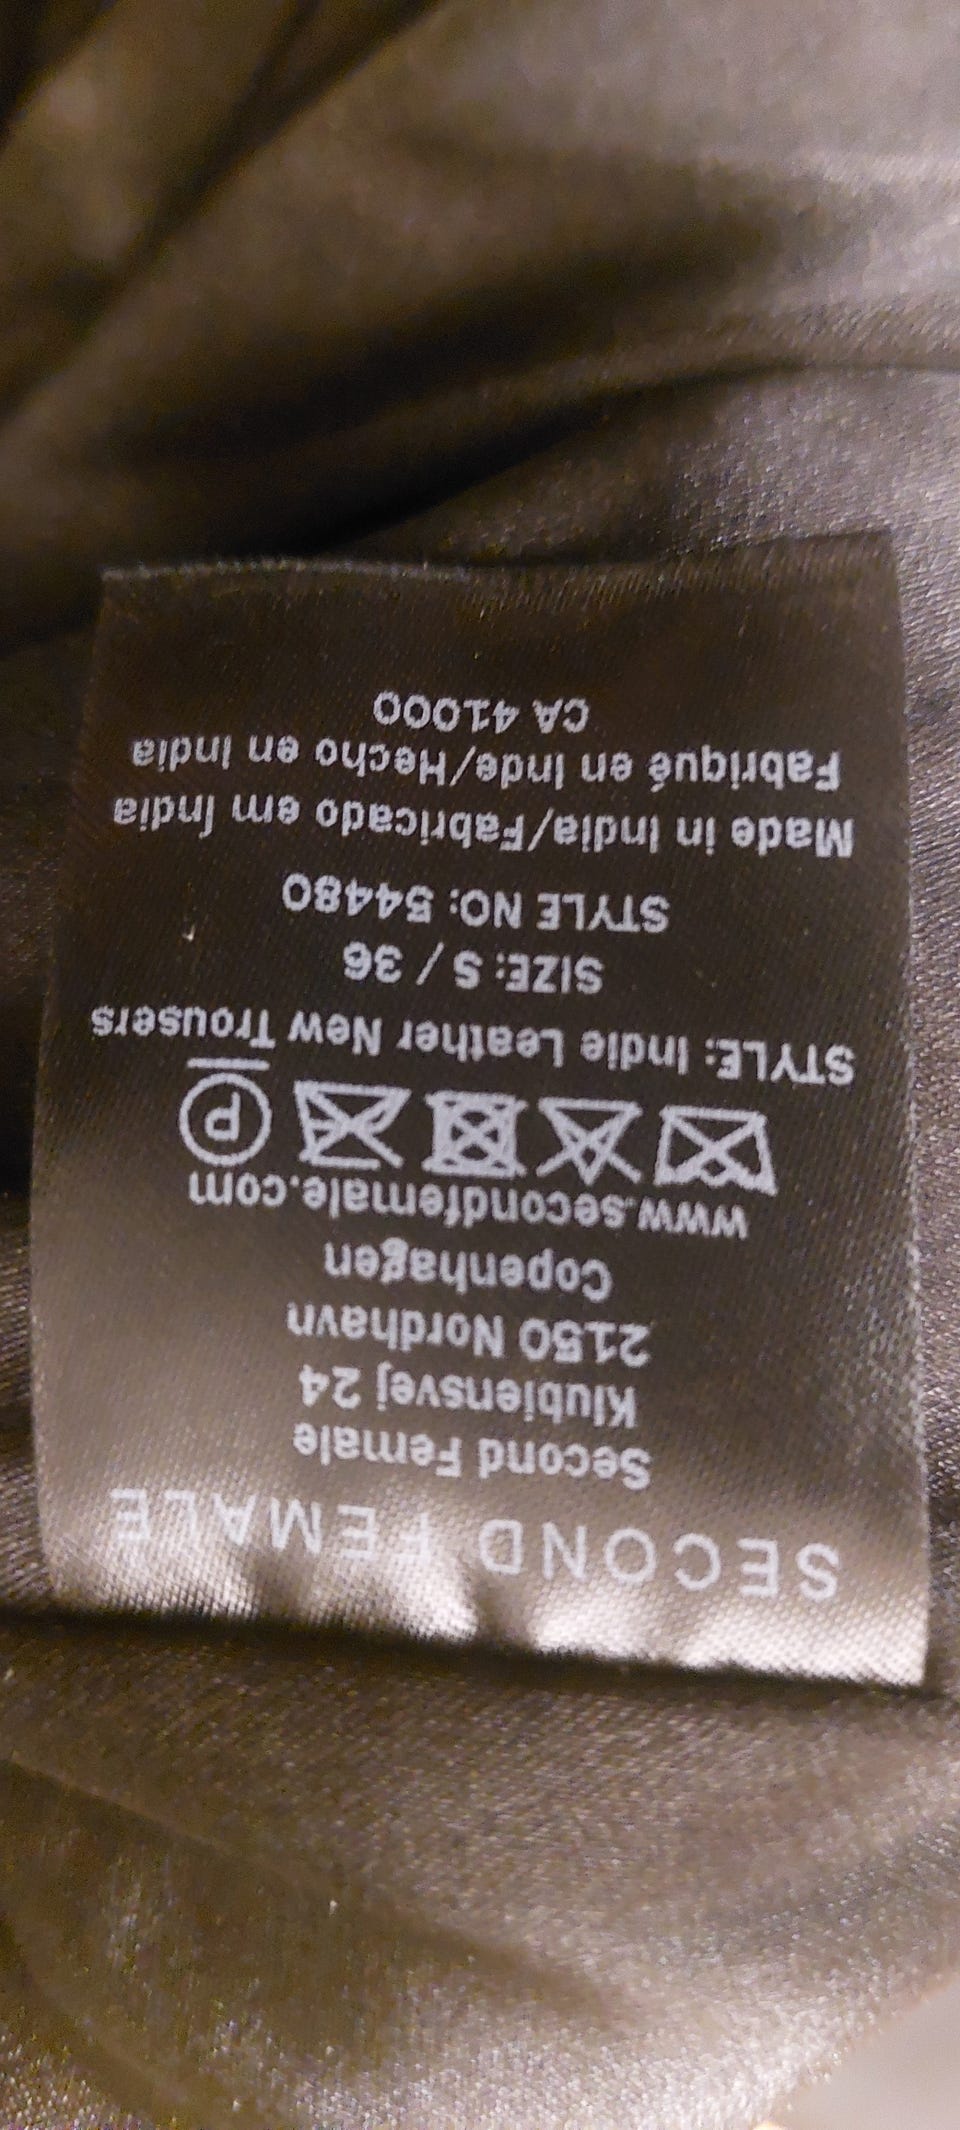 SECOND FEMALE
Second Female
Klubiensvej 24
2150 Nordhavn
Copenhagen
www.secondfemale.com
P
STYLE: Indie Leather New Trousers
SIZE: S / 36
STYLE NO: 54480
Made in India/Fabricado em Índia
Fabriqué en Inde/Hecho en India
CA 41000